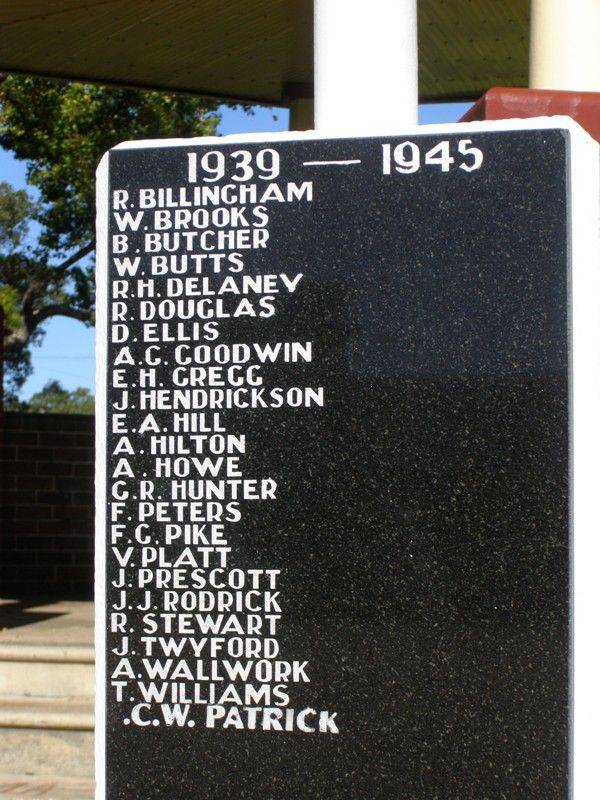 1939 — 1945
R. BILLINGHAM
W. BROOKS
B. BUTCHER
W. BUTTS
R.H. DELANEY
R. DOUGLAS
D. ELLIS
A.G. GOODWIN
E.H. GREGG
J. HENDRICKSON
E.A. HILL
A. HILTON
A. HOWE
G.R. HUNTER
F. PETERS
F.G. PIKE
V. PLATT
J. PRESCOTT
J.J. RODRICK
R. STEWART
J. TWYFORD
A. WALLWORK
T. WILLIAMS
.C.W. PATRICK